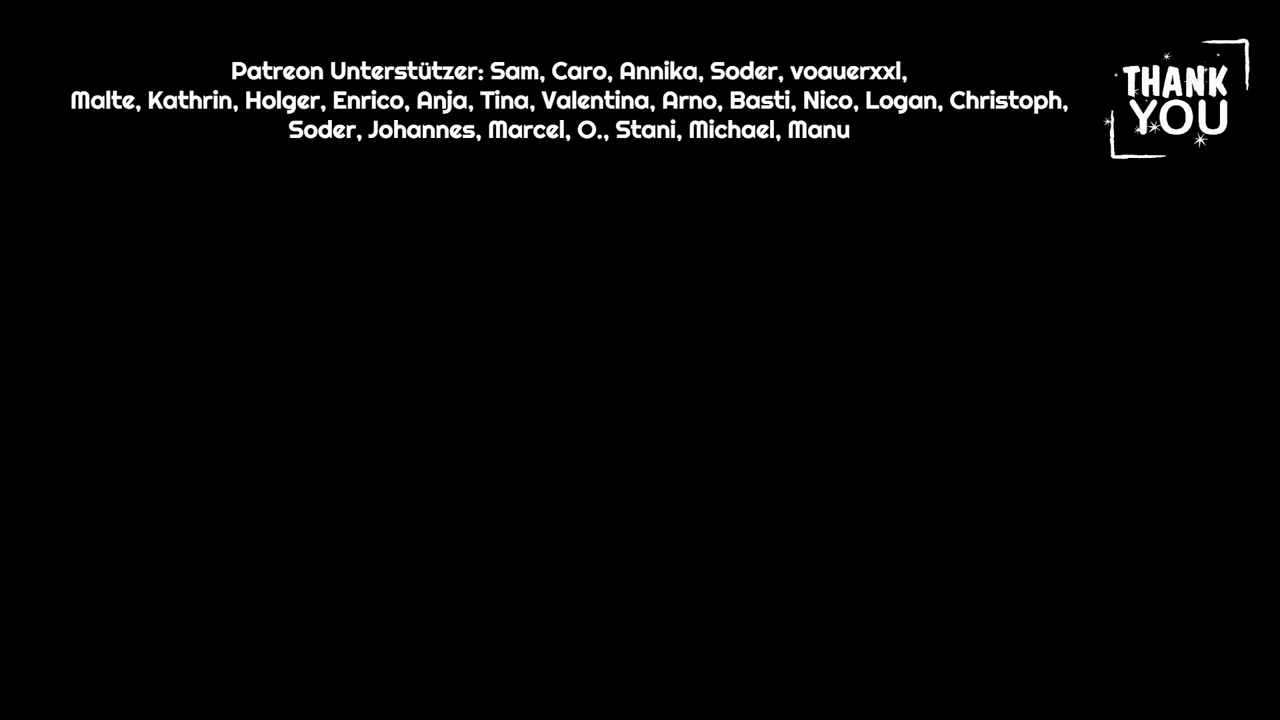 Patreon Unterstützer: Sam, Caro, Annika, Soder, voauerxxl,
Malte, Kathrin, Holger, Enrico, Anja, Tina, Valentina, Arno, Basti, Nico, Logan, Christoph,
Soder, Johannes, Marcel, O., Stani, Michael, Manu
THANK
YOU